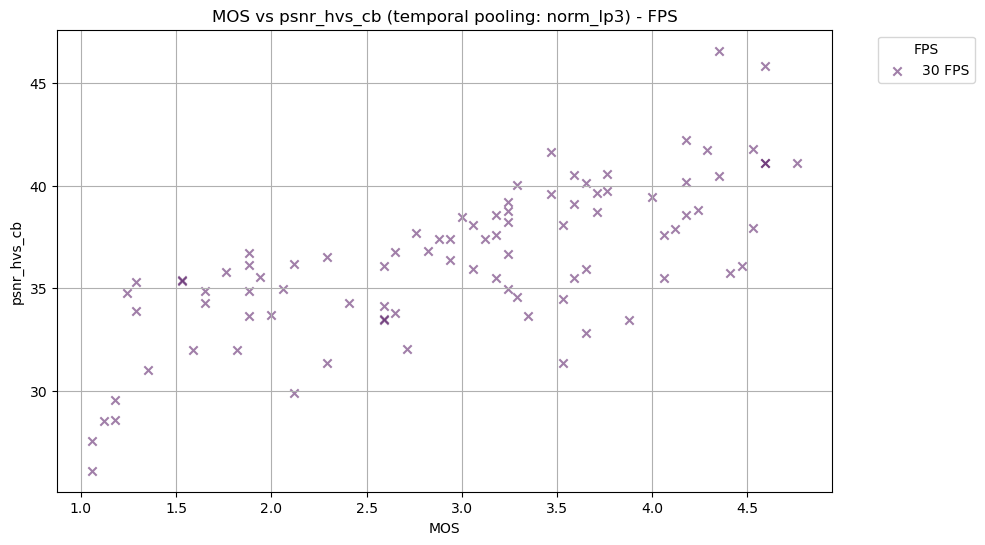 MOS vs psnr_hvs_cb (temporal pooling: norm_lp3) - FPS
FPS
30 FPS
psnr_hvs_cb
45
40
35
30
1.0 1.5 2.0 2.5 3.0 3.5 4.0 4.5
MOS